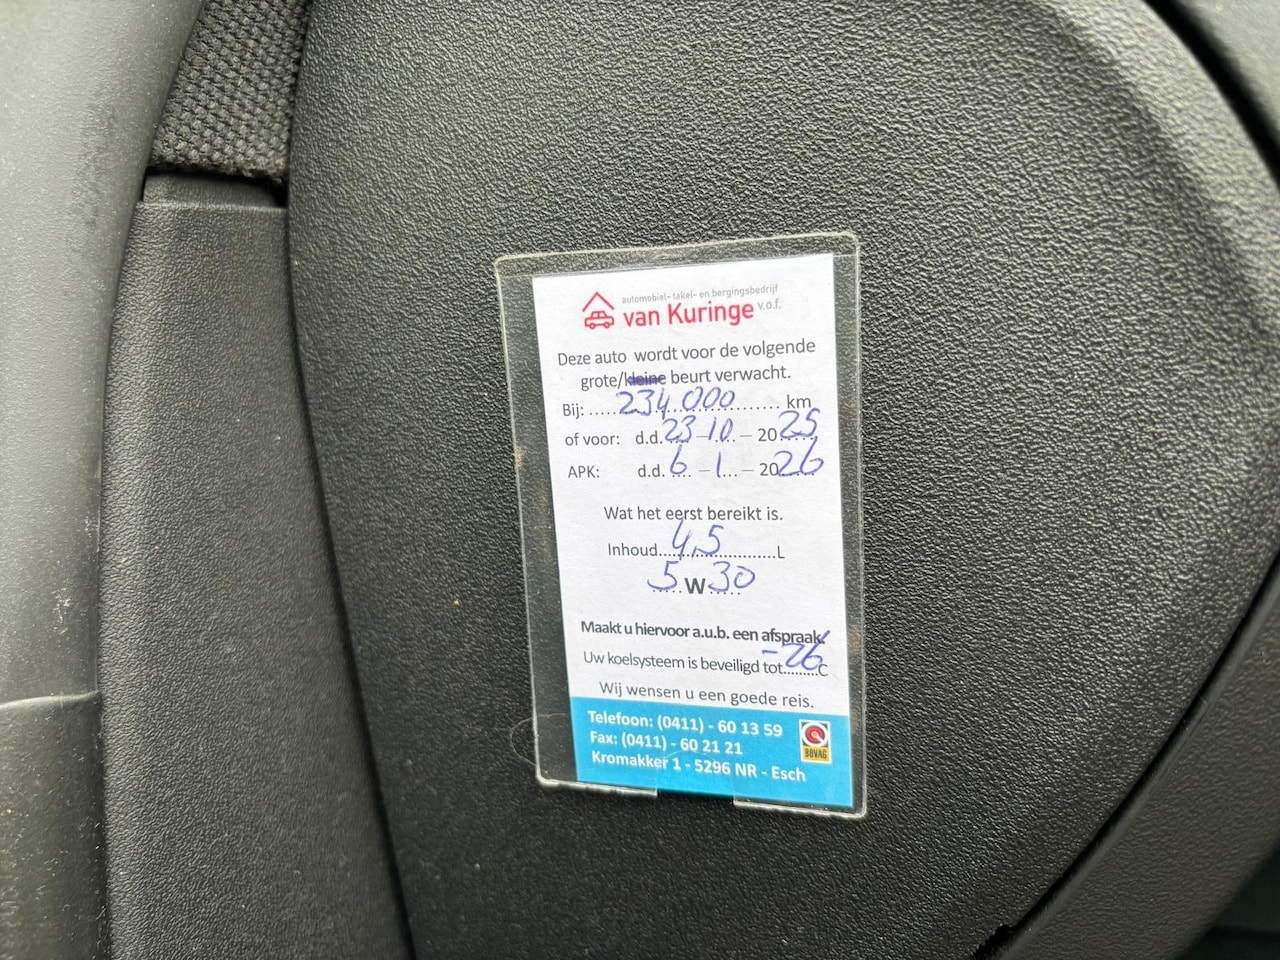 automobiel- takel- en bergingsbedrijf
van Kuringe v.o.f.
Deze auto wordt voor de volgende
grote/kleine beurt verwacht.
Bij: ..... 234.000 ......... km
of voor: d.d. 23 - 10 - 2025
APK: d.d. 6 - 1 - 2026
Wat het eerst bereikt is.
Inhoud.... 4,5 .........L
5 W 30
Maakt u hiervoor a.u.b. een afspraak.
Uw koelsysteem is beveiligd tot -26 C
Wij wensen u een goede reis.
Telefoon: (0411) - 60 13 59
Fax: (0411) - 60 21 21
Kromakker 1 - 5296 NR - Esch
BOVAG